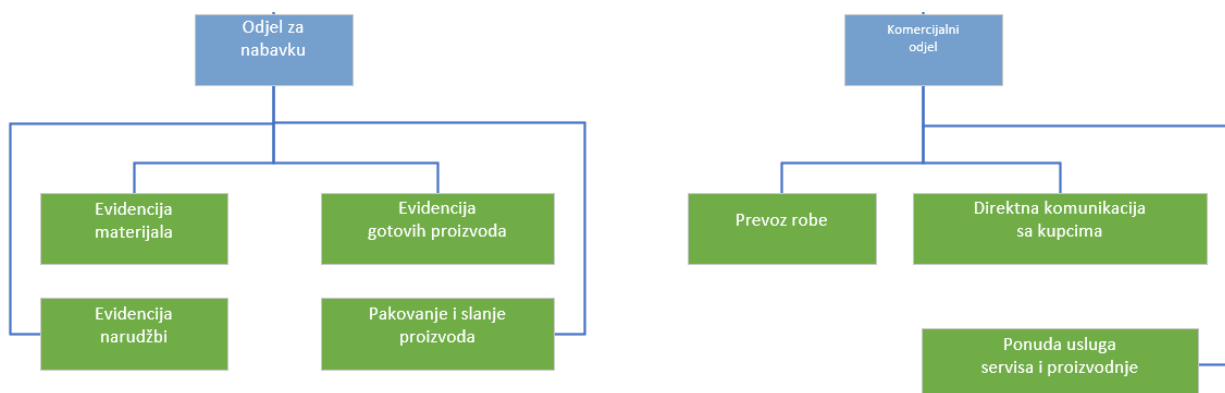 Odjel za
nabavku
Komercijalni
odjel
Evidencija
materijala
Evidencija
gotovih proizvoda
Prevoz robe
Direktna komunikacija
sa kupcima
Evidencija
narudžbi
Pakovanje i slanje
proizvoda
Ponuda usluga
servisa i proizvodnje